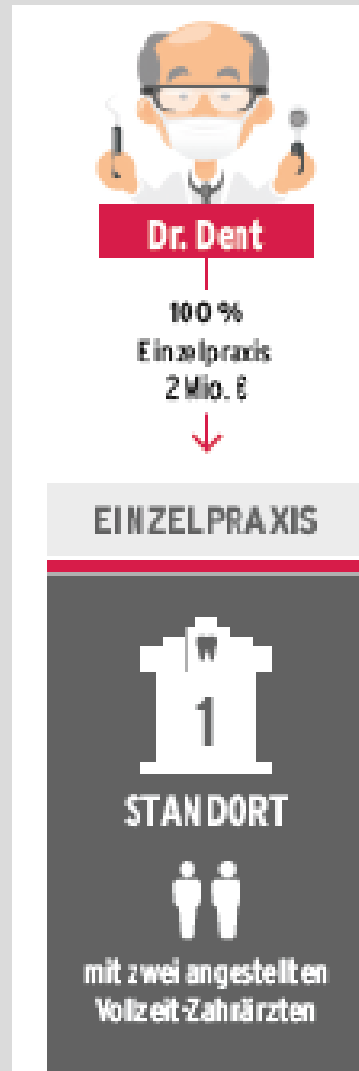 Dr. Dent
100 %
Einzelpraxis
2 Mio. €
EINZELPRAXIS
1
STANDORT
mit zwei angestellten
Vollzeit-Zahnärzten